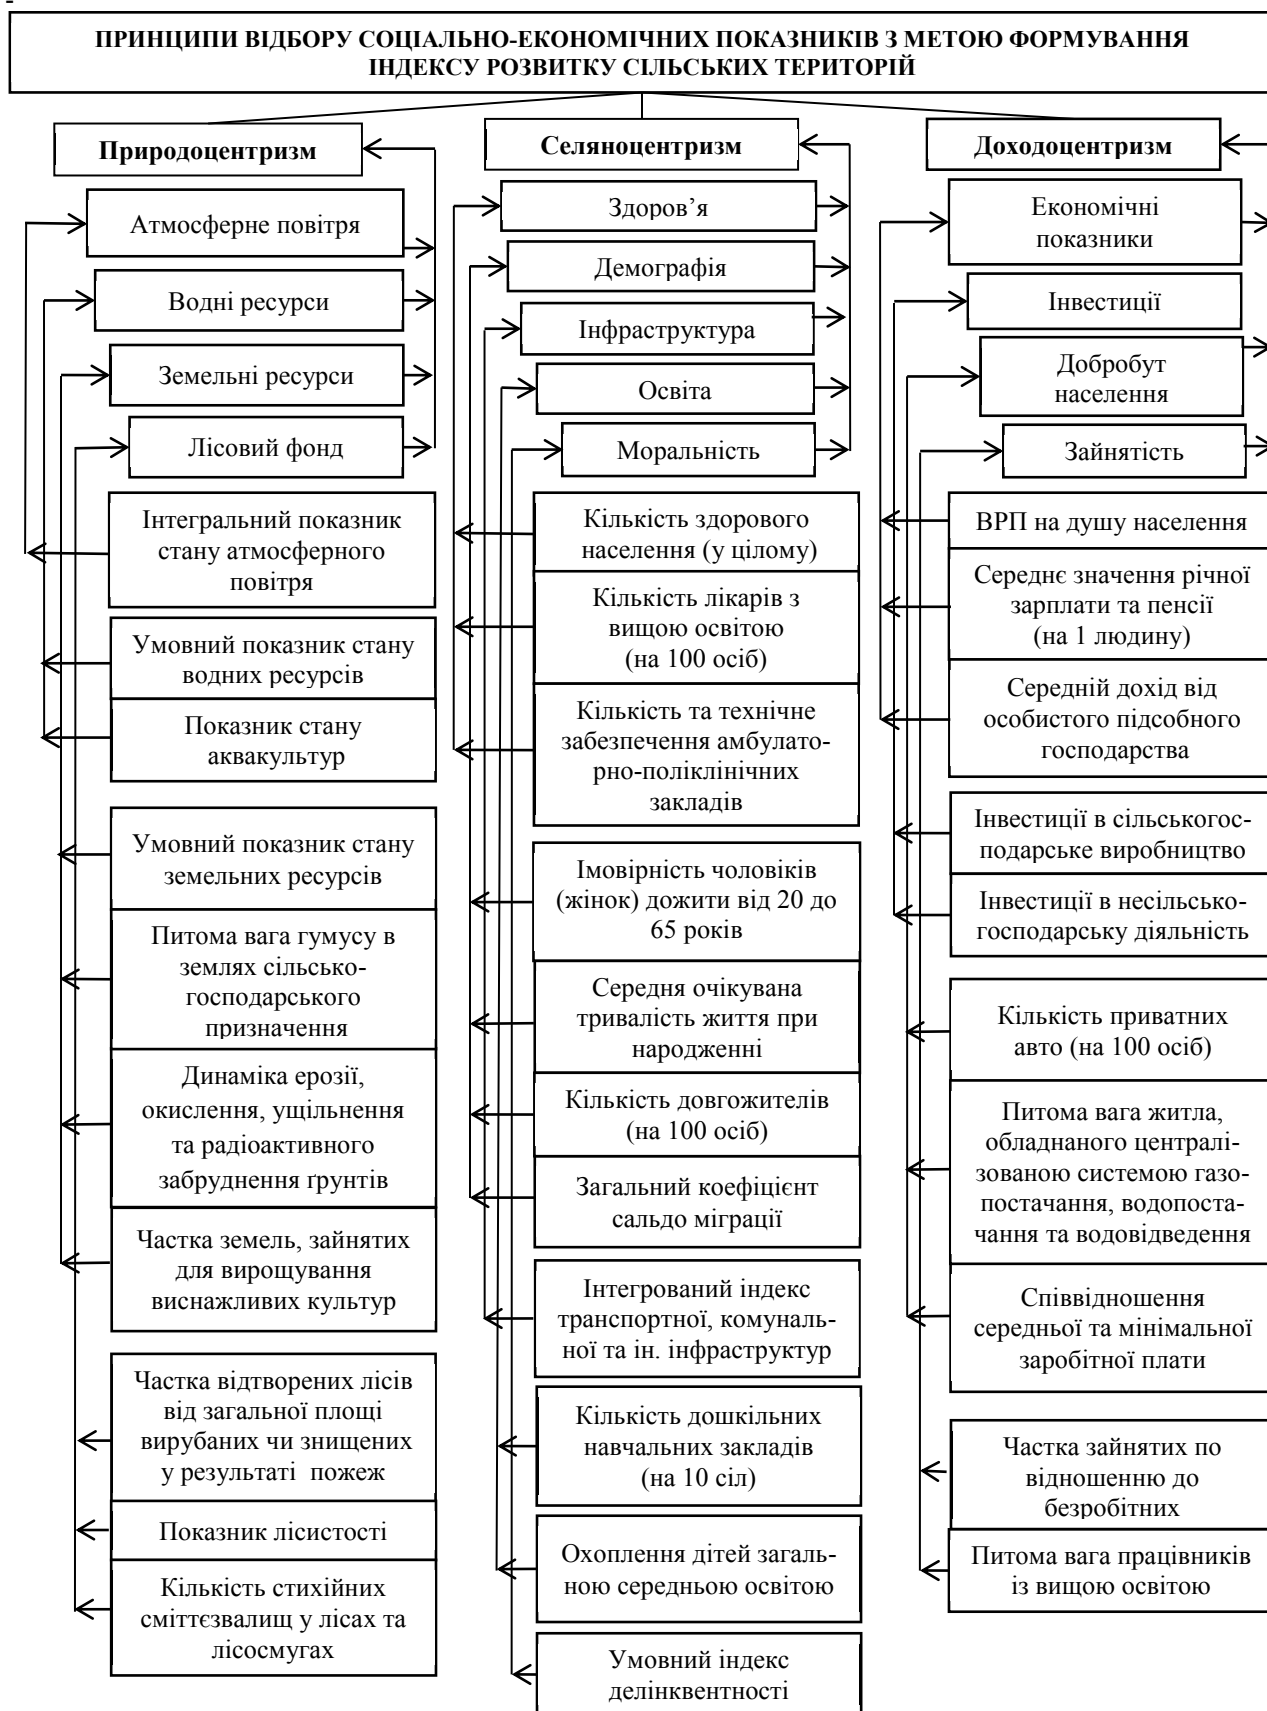 ПРИНЦИПИ ВІДБОРУ СОЦІАЛЬНО-ЕКОНОМІЧНИХ ПОКАЗНИКІВ З МЕТОЮ ФОРМУВАННЯ
ІНДЕКСУ РОЗВИТКУ СІЛЬСЬКИХ ТЕРИТОРІЙ
Природоцентризм
Атмосферне повітря
Водні ресурси
Земельні ресурси
Лісовий фонд
Інтегральний показник
стану атмосферного
повітря
Умовний показник стану
водних ресурсів
Показник стану
аквакультур
Умовний показник стану
земельних ресурсів
Питома вага гумусу в
землях сільсько-
господарського
призначення
Динаміка ерозії,
окислення, ущільнення
та радіоактивного
забруднення ґрунтів
Частка земель, зайнятих
для вирощування
виснажливих культур
Частка відтворених лісів
від загальної площі
вирубаних чи знищених
у результаті пожеж
Показник лісистості
Кількість стихійних
сміттєзвалищ у лісах та
лісосмугах
Селяноцентризм
Здоров’я
Демографія
Інфраструктура
Освіта
Моральність
Кількість здорового
населення (у цілому)
Кількість лікарів з
вищою освітою
(на 100 осіб)
Кількість та технічне
забезпечення амбулато-
рно-поліклінічних
закладів
Імовірність чоловіків
(жінок) дожити від 20 до
65 років
Середня очікувана
тривалість життя при
народженні
Кількість довгожителів
(на 100 осіб)
Загальний коефіцієнт
сальдо міграції
Інтегрований індекс
транспортної, комуналь-
ної та ін. інфраструктур
Кількість дошкільних
навчальних закладів
(на 10 сіл)
Охоплення дітей загаль-
ною середньою освітою
Умовний індекс
делінквентності
Доходоцентризм
Економічні
показники
Інвестиції
Добробут
населення
Зайнятість
ВРП на душу населення
Середнє значення річної
зарплати та пенсії
(на 1 людину)
Середній дохід від
особистого підсобного
господарства
Інвестиції в сільськогос-
подарське виробництво
Інвестиції в несільсько-
господарську діяльність
Кількість приватних
авто (на 100 осіб)
Питома вага житла,
обладнаного централі-
зованою системою газо-
постачання, водопоста-
чання та водовідведення
Співвідношення
середньої та мінімальної
заробітної плати
Частка зайнятих по
відношенню до
безробітних
Питома вага працівників
із вищою освітою